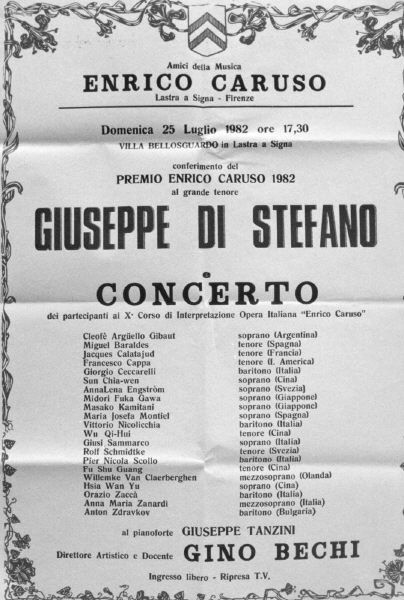 Amici della Musica
ENRICO CARUSO
Lastra a Signa - Firenze
Domenica 25 Luglio 1982 ore 17,30
VILLA BELLOSGUARDO in Lastra a Signa
conferimento del
PREMIO ENRICO CARUSO 1982
al grande tenore
GIUSEPPE DI STEFANO
e
CONCERTO
dei partecipanti al X° Corso di Interpretazione Opera Italiana "Enrico Caruso"
Cleofè Argüello Gibaut soprano (Argentina)
Miguel Baraldes tenore (Spagna)
Jacques Calatajud tenore (Francia)
Francesco Cappa tenore (I. America)
Giorgio Ceccarelli baritono (Italia)
Sun Chia-wen soprano (Cina)
AnnaLena Engström soprano (Svezia)
Midori Fuka Gawa soprano (Giappone)
Masako Kamitani soprano (Giappone)
Maria Josefa Montiel soprano (Spagna)
Vittorio Nicolicchia baritono (Italia)
Wu Qi-Hui tenore (Cina)
Giusi Sammarco soprano (Italia)
Rolf Schmidtke tenore (Svezia)
Pier Nicola Scollo baritono (Italia)
Fu Shu Guang tenore (Cina)
Willemke Van Claerberghen mezzosoprano (Olanda)
Hsia Wan Yu soprano (Cina)
Orazio Zaccà baritono (Italia)
Anna Maria Zanardi mezzosoprano (Italia)
Anton Zdravkov baritono (Bulgaria)
al pianoforte GIUSEPPE TANZINI
Direttore Artistico e Docente GINO BECHI
Ingresso libero - Ripresa T.V.